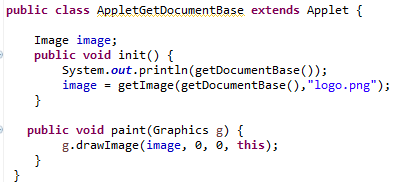 public class AppletGetDocumentBase extends Applet {
Image image;
public void init() {
System.out.println(getDocumentBase());
image = getImage(getDocumentBase(),"logo.png");
}
public void paint(Graphics g) {
g.drawImage(image, 0, 0, this);
}
}